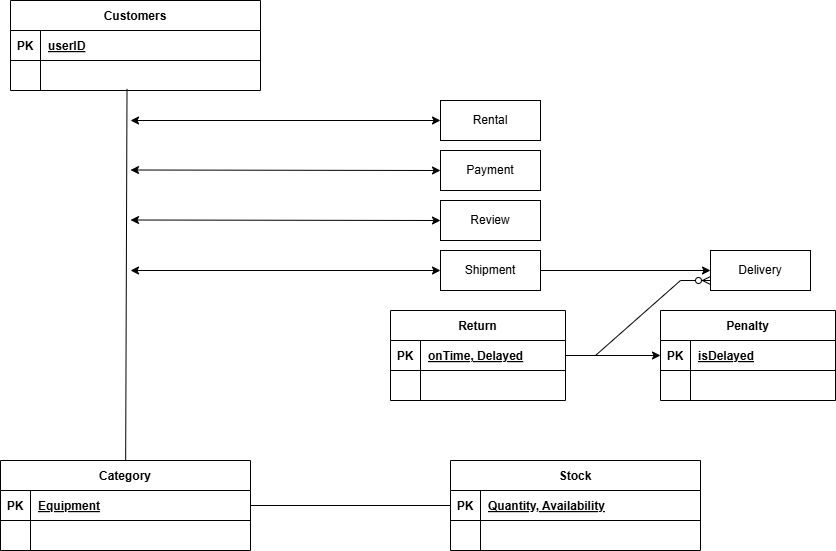 Customers
PK userID
Rental
Payment
Review
Shipment
Delivery
Return
PK onTime, Delayed
Penalty
PK isDelayed
Category
PK Equipment
Stock
PK Quantity, Availability